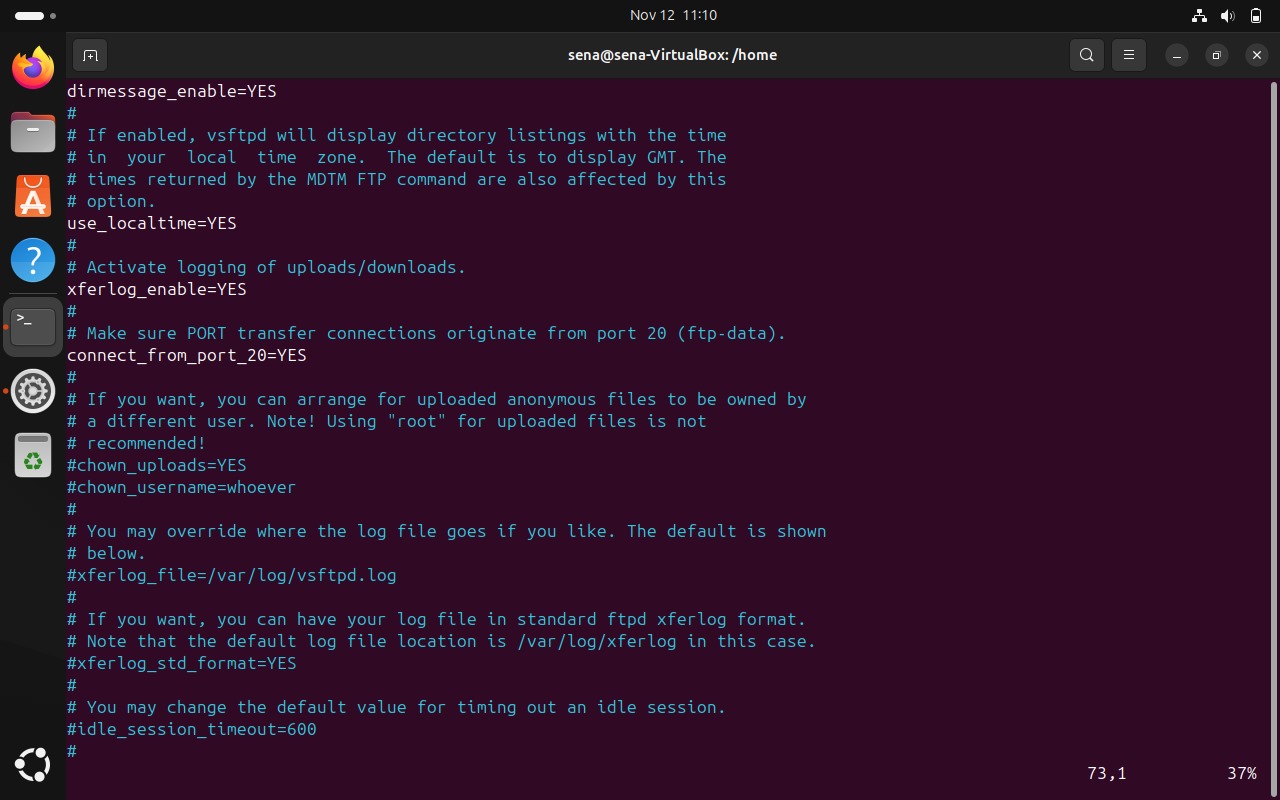 Nov 12 11:10
sena@sena-VirtualBox: /home
dirmessage_enable=YES
#
# If enabled, vsftpd will display directory listings with the time
# in  your  local  time  zone.  The default is to display GMT. The
# times returned by the MDTM FTP command are also affected by this
# option.
use_localtime=YES
#
# Activate logging of uploads/downloads.
xferlog_enable=YES
#
# Make sure PORT transfer connections originate from port 20 (ftp-data).
connect_from_port_20=YES
#
# If you want, you can arrange for uploaded anonymous files to be owned by
# a different user. Note! Using "root" for uploaded files is not
# recommended!
#chown_uploads=YES
#chown_username=whoever
#
# You may override where the log file goes if you like. The default is shown
# below.
#xferlog_file=/var/log/vsftpd.log
#
# If you want, you can have your log file in standard ftpd xferlog format.
# Note that the default log file location is /var/log/xferlog in this case.
#xferlog_std_format=YES
#
# You may change the default value for timing out an idle session.
#idle_session_timeout=600
#
73,1 37%